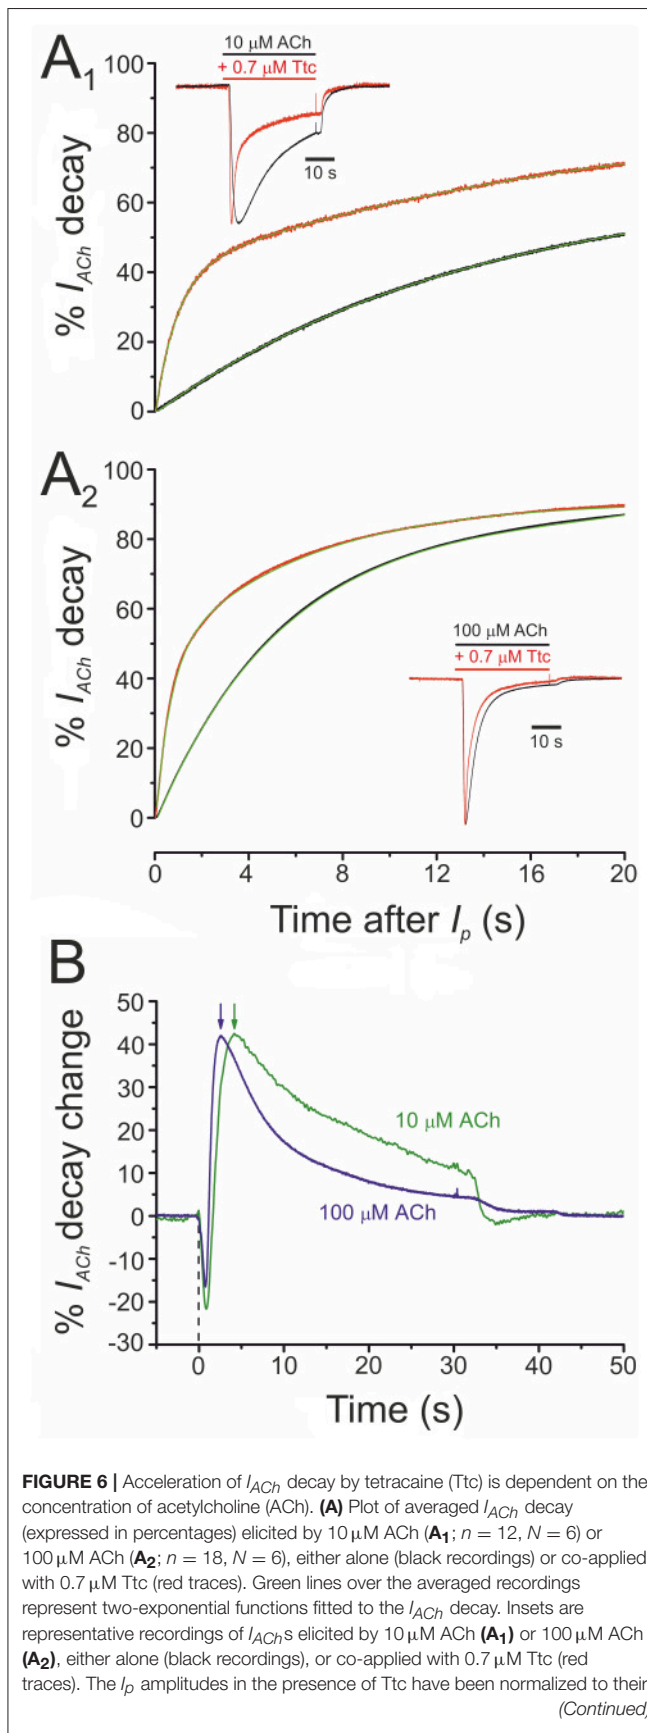 A1
10 μM ACh
+ 0.7 μM Ttc
10 s
100
80
60
40
20
0
% IACh decay
A2
100
80
60
40
20
0
% IACh decay
100 μM ACh
+ 0.7 μM Ttc
10 s
0 4 8 12 16 20
Time after Ip (s)
B
50
40
30
20
10
0
-10
-20
-30
% IACh decay change
10 μM ACh
100 μM ACh
0 10 20 30 40 50
Time (s)
FIGURE 6 | Acceleration of IACh decay by tetracaine (Ttc) is dependent on the
concentration of acetylcholine (ACh). (A) Plot of averaged IACh decay
(expressed in percentages) elicited by 10 μM ACh (A1; n = 12, N = 6) or
100 μM ACh (A2; n = 18, N = 6), either alone (black recordings) or co-applied
with 0.7 μM Ttc (red traces). Green lines over the averaged recordings
represent two-exponential functions fitted to the IACh decay. Insets are
representative recordings of IAChs elicited by 10 μM ACh (A1) or 100 μM ACh
(A2), either alone (black recordings), or co-applied with 0.7 μM Ttc (red
traces). The Ip amplitudes in the presence of Ttc have been normalized to their
(Continued)